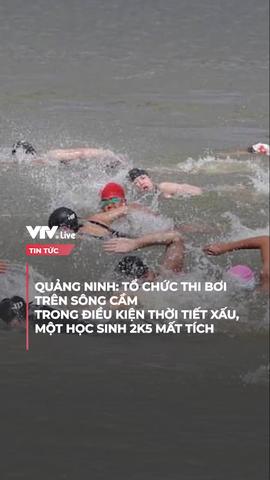 VTV Live
TIN TỨC
QUẢNG NINH: TỔ CHỨC THI BƠI
TRÊN SÔNG CẦM
TRONG ĐIỀU KIỆN THỜI TIẾT XẤU,
MỘT HỌC SINH 2K5 MẤT TÍCH